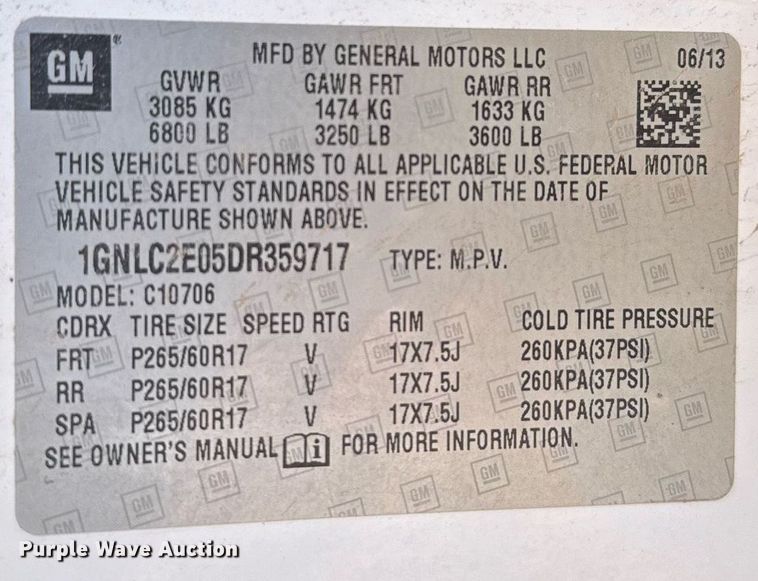 GM® MFD BY GENERAL MOTORS LLC 06/13
GVWR GAWR FRT GAWR RR
3085 KG 1474 KG 1633 KG
6800 LB 3250 LB 3600 LB
THIS VEHICLE CONFORMS TO ALL APPLICABLE U.S. FEDERAL MOTOR
VEHICLE SAFETY STANDARDS IN EFFECT ON THE DATE OF
MANUFACTURE SHOWN ABOVE.
1GNLC2E05DR359717 TYPE: M.P.V.
MODEL: C10706
CDRX TIRE SIZE SPEED RTG RIM COLD TIRE PRESSURE
FRT P265/60R17 V 17X7.5J 260KPA(37PSI)
RR P265/60R17 V 17X7.5J 260KPA(37PSI)
SPA P265/60R17 V 17X7.5J 260KPA(37PSI)
SEE OWNER'S MANUAL i FOR MORE INFORMATION.
Purple Wave Auction